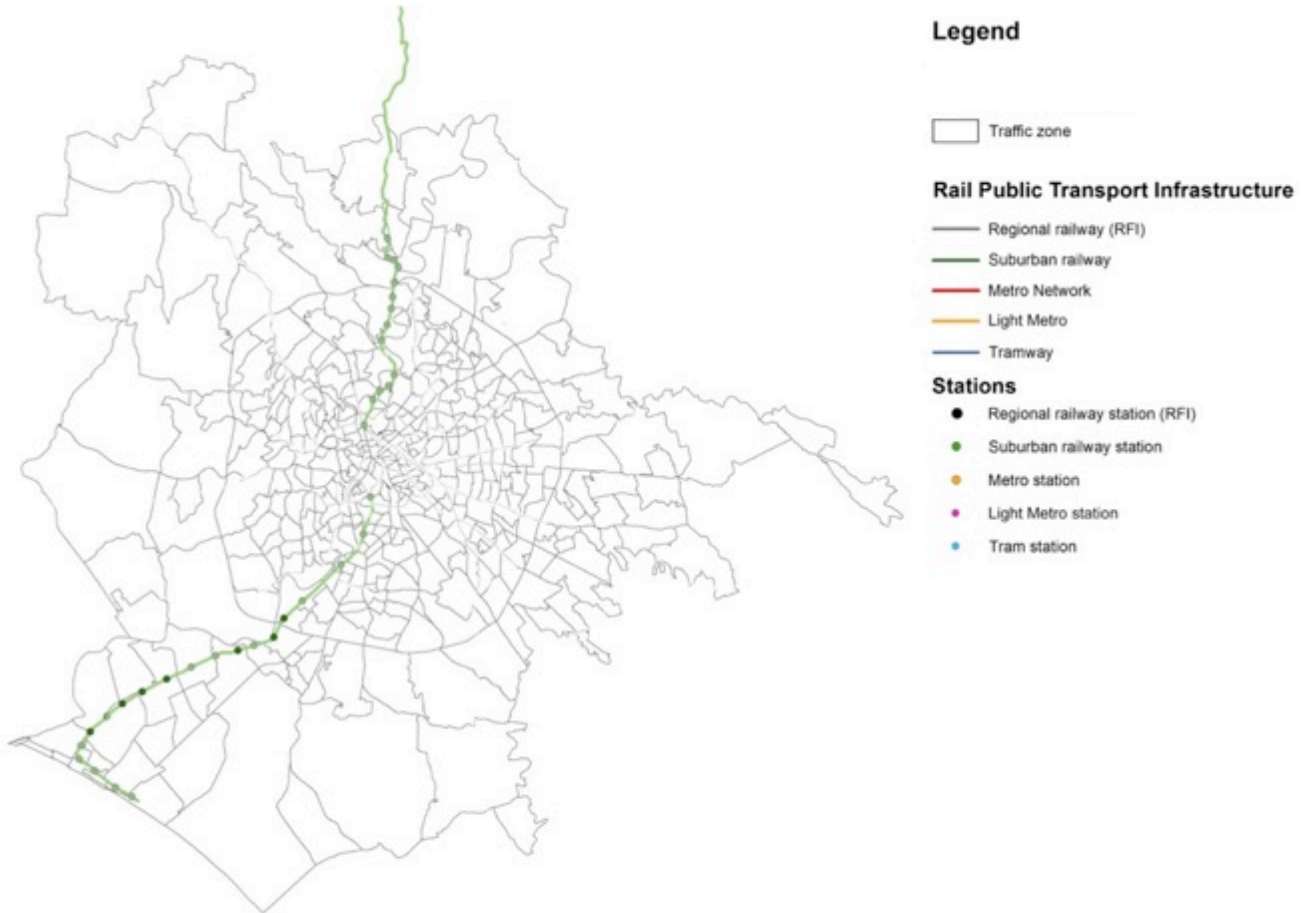 Legend
Traffic zone
Rail Public Transport Infrastructure
Regional railway (RFI)
Suburban railway
Metro Network
Light Metro
Tramway
Stations
Regional railway station (RFI)
Suburban railway station
Metro station
Light Metro station
Tram station